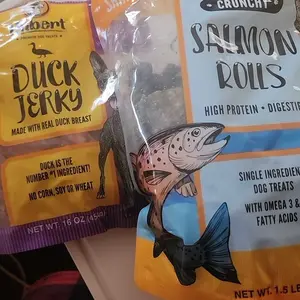 DUCK
JERKY
MADE WITH REAL DUCK BREAST
DUCK IS THE
NUMBER 1 INGREDIENT!
NO CORN, SOY OR WHEAT
NET WT. 16 OZ
CRUNCHY
SALMON
ROLLS
HIGH PROTEIN •
SINGLE INGREDIENT
DOG TREATS
WITH OMEGA 3 &
FATTY ACIDS
NET WT. 1.5